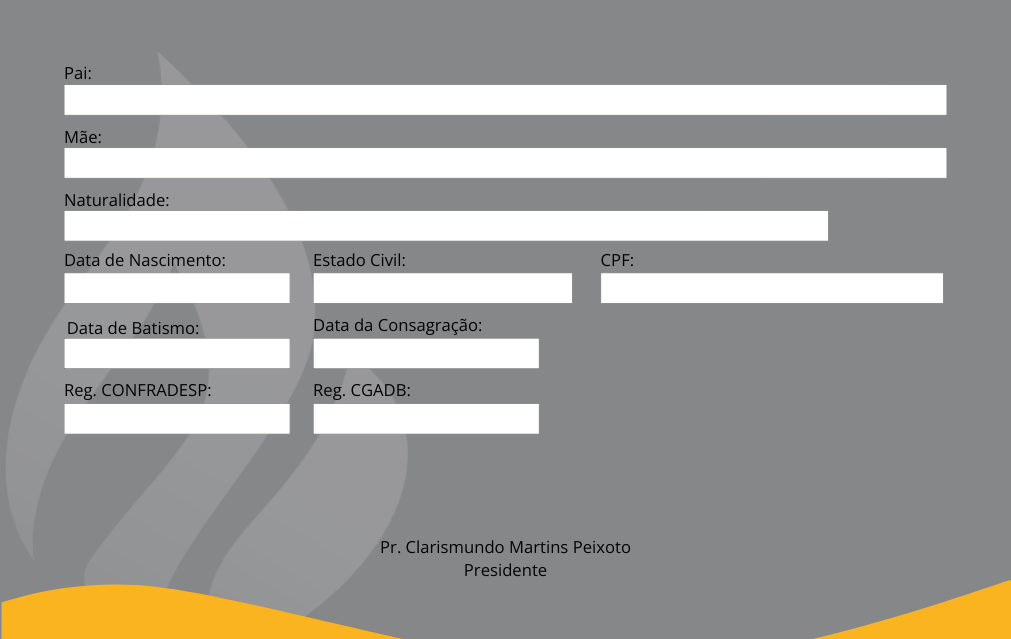 Pai:
Mãe:
Naturalidade:
Data de Nascimento: Estado Civil: CPF:
Data de Batismo: Data da Consagração:
Reg. CONFRADESP: Reg. CGADB:
Pr. Clarismundo Martins Peixoto
Presidente